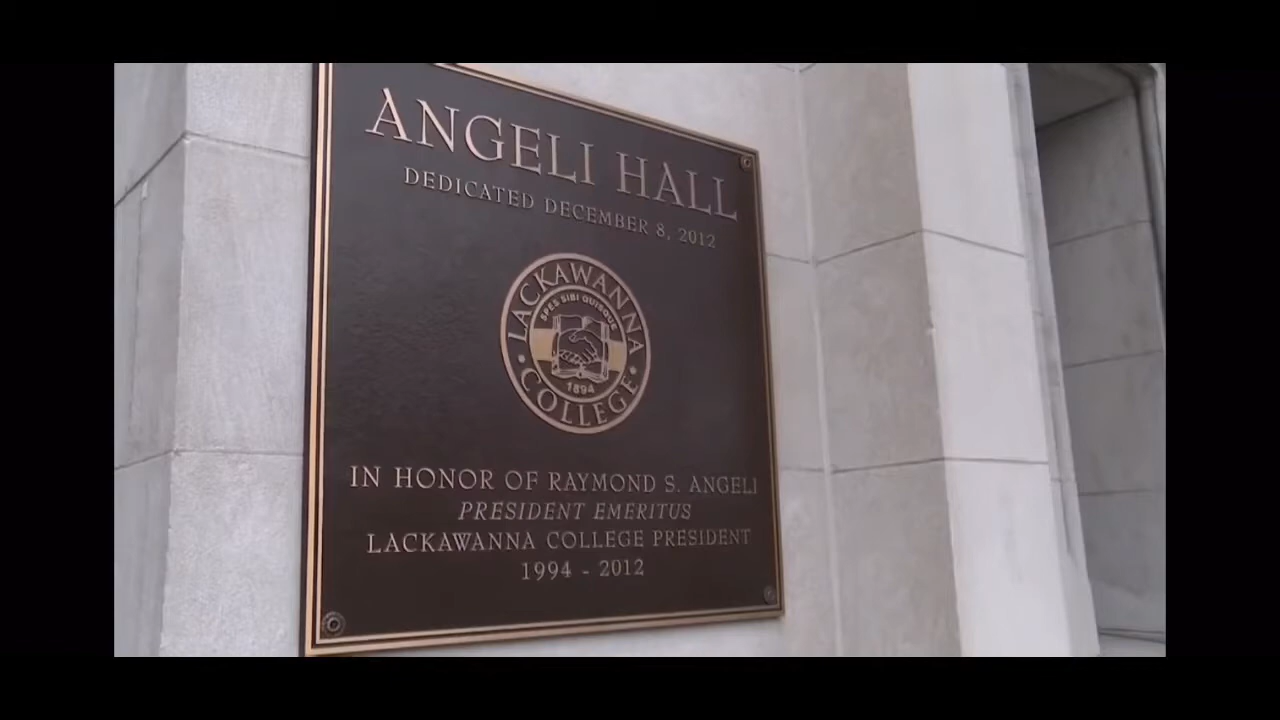 ANGELI HALL
DEDICATED DECEMBER 8, 2012
LACKAWANNA
SPES SIBI QUISQUE
1894
COLLEGE
IN HONOR OF RAYMOND S. ANGELI
PRESIDENT EMERITUS
LACKAWANNA COLLEGE PRESIDENT
1994 - 2012